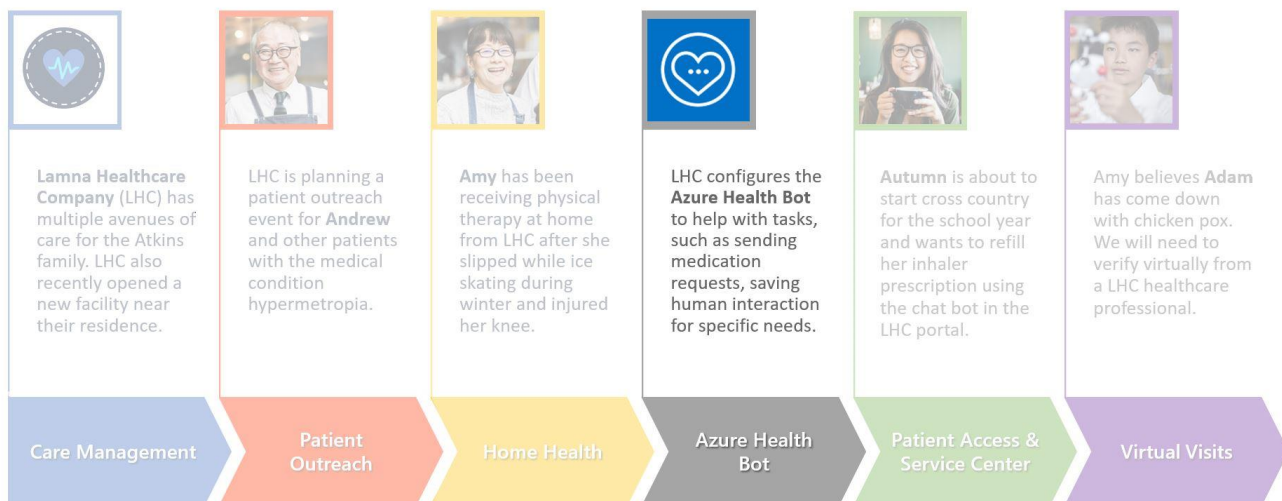 Lamna Healthcare
Company (LHC) has
multiple avenues of
care for the Atkins
family. LHC also
recently opened a
new facility near
their residence.
LHC is planning a
patient outreach
event for Andrew
and other patients
with the medical
condition
hypermetropia.
Amy has been
receiving physical
therapy at home
from LHC after she
slipped while ice
skating during
winter and injured
her knee.
LHC configures the
Azure Health Bot
to help with tasks,
such as sending
medication
requests, saving
human interaction
for specific needs.
Autumn is about to
start cross country
for the school year
and wants to refill
her inhaler
prescription using
the chat bot in the
LHC portal.
Amy believes Adam
has come down
with chicken pox.
We will need to
verify virtually from
a LHC healthcare
professional.
Care Management
Patient
Outreach
Home Health
Azure Health
Bot
Patient Access &
Service Center
Virtual Visits